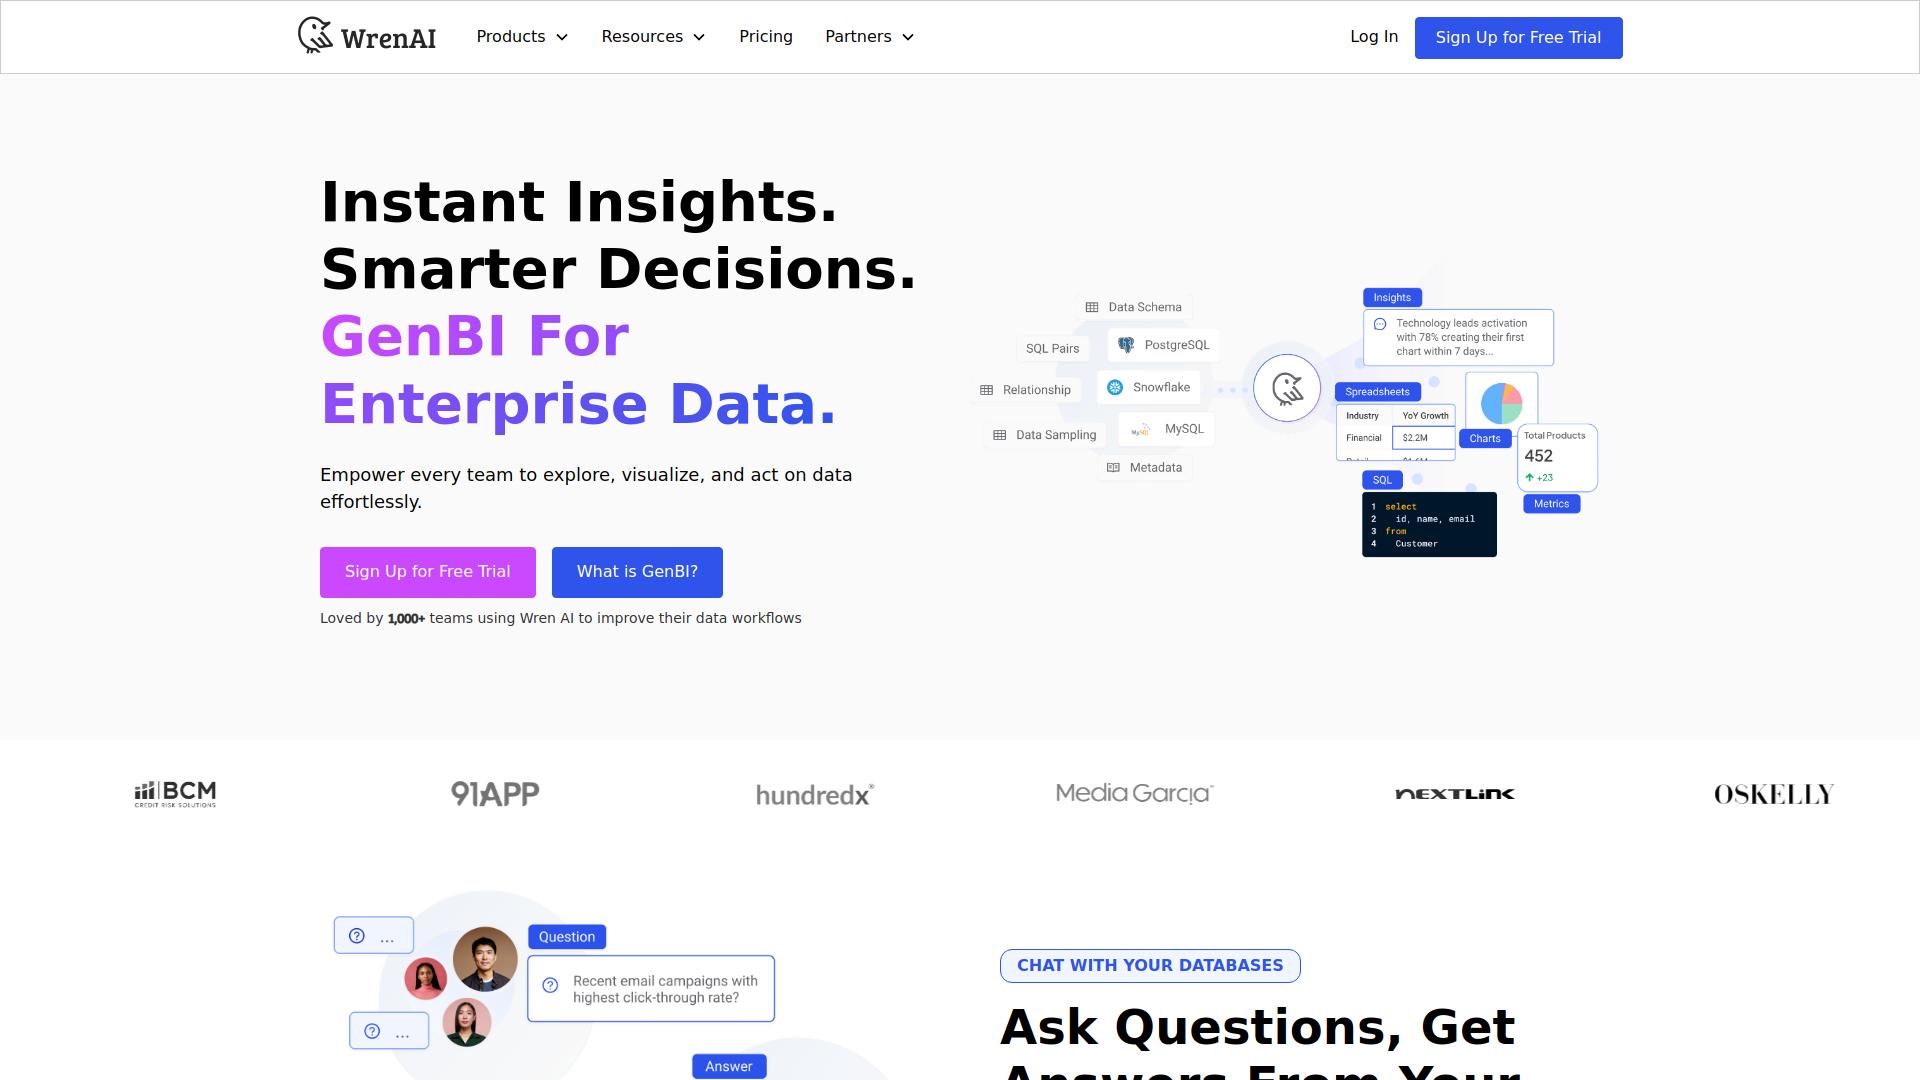 WrenAI
Products
Resources
Pricing
Partners
Log In
Sign Up for Free Trial
Instant Insights.
Smarter Decisions.
GenBI For
Enterprise Data.
Empower every team to explore, visualize, and act on data
effortlessly.
Sign Up for Free Trial
What is GenBI?
Loved by 1,000+ teams using Wren AI to improve their data workflows
Data Schema
SQL Pairs
PostgreSQL
Relationship
Snowflake
Data Sampling
MySQL
MySQL
Metadata
Insights
Technology leads activation
with 78% creating their first
chart within 7 days...
Spreadsheets
Industry YoY Growth
Financial $2.2M
Charts
Total Products
452
+23
Metrics
SQL
1 select
2 id, name, email
3 from
4 Customer
BCM
CREDIT RISK SOLUTIONS
91APP
hundredx®
Media Garcia
NEXTLINK
OSKELLY
...
Question
Recent email campaigns with
highest click-through rate?
...
Answer
CHAT WITH YOUR DATABASES
Ask Questions, Get
Answers From Your